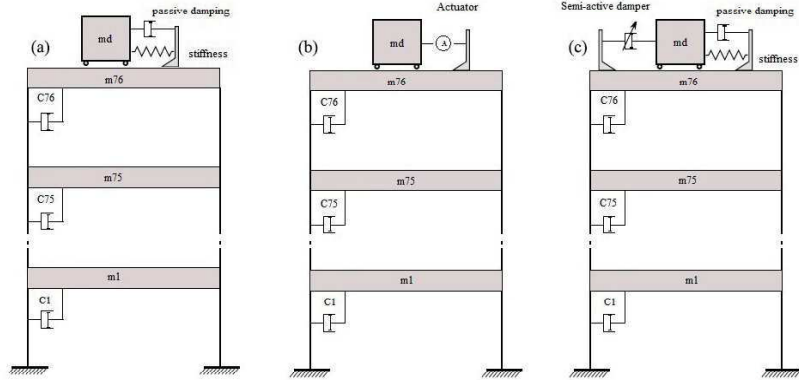 passive damping
(a)
md
stiffness
m76
C76
m75
C75
m1
C1
Actuator
(b)
md
A
m76
C76
m75
C75
m1
C1
Semi-active damper
passive damping
(c)
md
stiffness
m76
C76
m75
C75
m1
C1